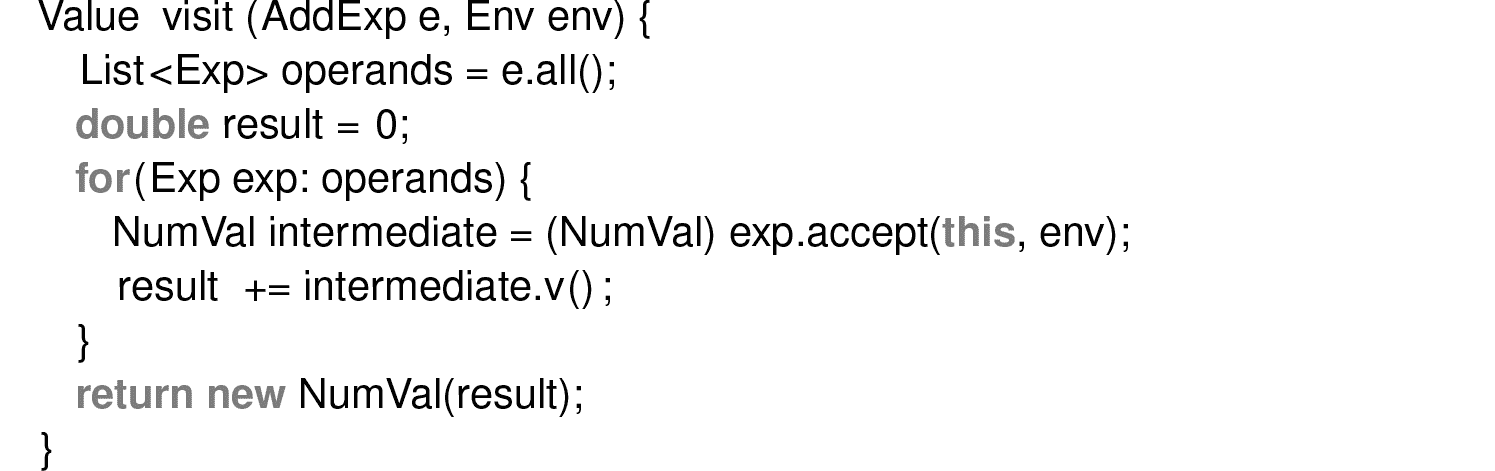 Value visit (AddExp e, Env env) {
List<Exp> operands = e.all();
double result = 0;
for(Exp exp: operands) {
NumVal intermediate = (NumVal) exp.accept(this, env);
result += intermediate.v() ;
}
return new NumVal(result);
}